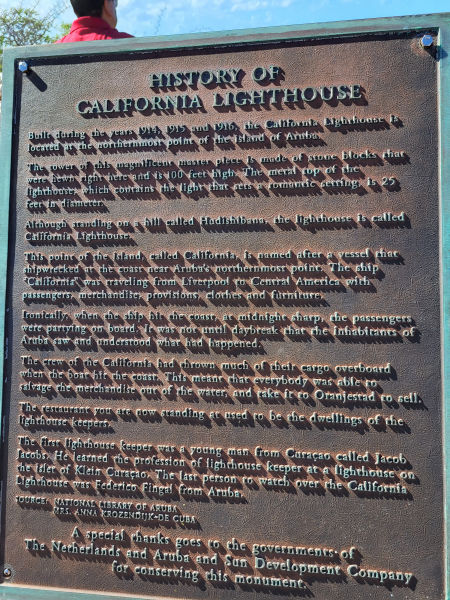 HISTORY OF
CALIFORNIA LIGHTHOUSE
Built during the years 1914, 1915 and 1916, the California Lighthouse is
located at the northernmost point of the island of Aruba.
The tower of this magnificent master piece is made of stone blocks that
were hewn right here and is 100 feet high. The metal top of the
lighthouse which contains the light that sets a romantic setting, is 25
feet in diameter.
Although standing on a hill called Hudishibana, the lighthouse is called
California Lighthouse.
This point of the island, called California, is named after a vessel that
shipwrecked at the coast near Aruba's northernmost point. The ship
"California" was traveling from Liverpool to Central America with
passengers, merchandise, provisions, clothes and furniture.
Ironically, when the ship hit the coast, at midnight sharp, the passengers
were partying on board. It was not until daybreak that the inhabitants of
Aruba saw and understood what had happened.
The crew of the California had thrown much of their cargo overboard
when the boat hit the coast. This meant that everybody was able to
salvage the merchandise out of the water, and take it to Oranjestad to sell.
The restaurant you are now standing at used to be the dwellings of the
lighthouse keepers.
The first lighthouse keeper was a young man from Curaçao called Jacob
Jacobs. He learned the profession of lighthouse keeper at a lighthouse on
the islet of Klein Curaçao. The last person to watch over the California
Lighthouse was Federico Fingal from Aruba.
SOURCE: NATIONAL LIBRARY OF ARUBA
MRS. ANNA KROZENDIJK-DE CUBA
A special thanks goes to the governments of
The Netherlands and Aruba and Sun Development Company
for conserving this monument.